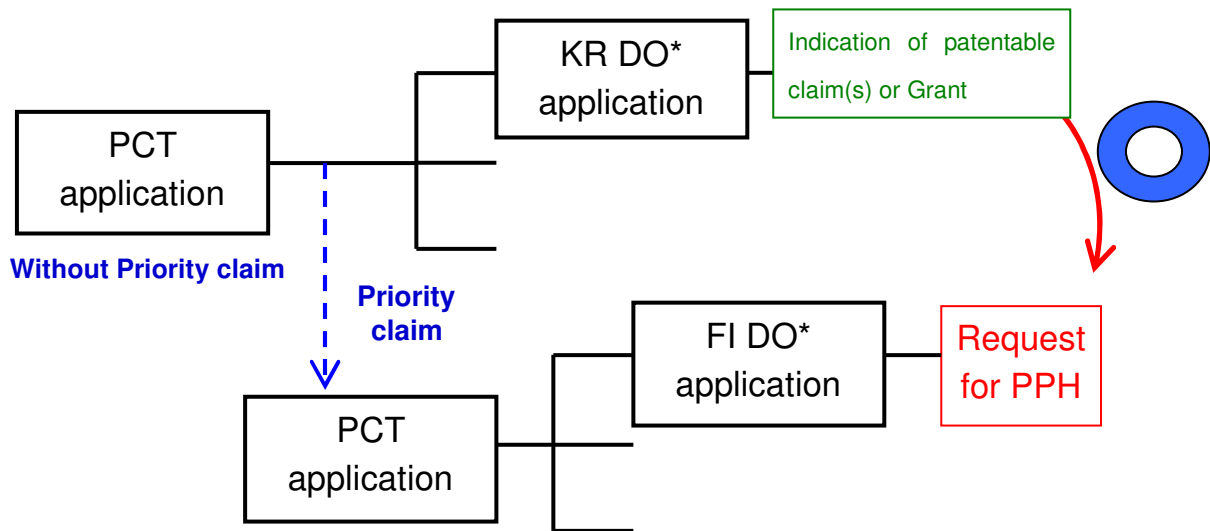 KR DO*
application
Indication of patentable
claim(s) or Grant
PCT
application
Without Priority claim
Priority
claim
FI DO*
application
Request
for PPH
PCT
application